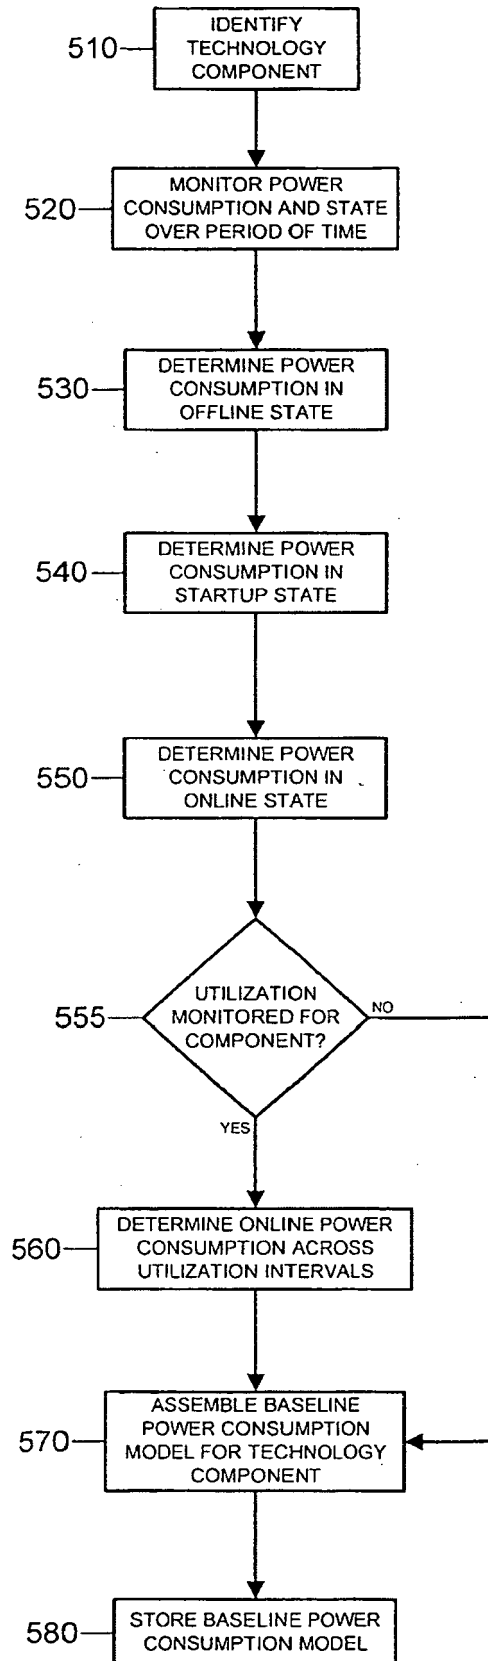 510
IDENTIFY
TECHNOLOGY
COMPONENT
520
MONITOR POWER
CONSUMPTION AND STATE
OVER PERIOD OF TIME
530
DETERMINE POWER
CONSUMPTION IN
OFFLINE STATE
540
DETERMINE POWER
CONSUMPTION IN
STARTUP STATE
550
DETERMINE POWER
CONSUMPTION IN
ONLINE STATE
555
UTILIZATION
MONITORED FOR
COMPONENT?
NO
YES
560
DETERMINE ONLINE POWER
CONSUMPTION ACROSS
UTILIZATION INTERVALS
570
ASSEMBLE BASELINE
POWER CONSUMPTION
MODEL FOR TECHNOLOGY
COMPONENT
580
STORE BASELINE POWER
CONSUMPTION MODEL